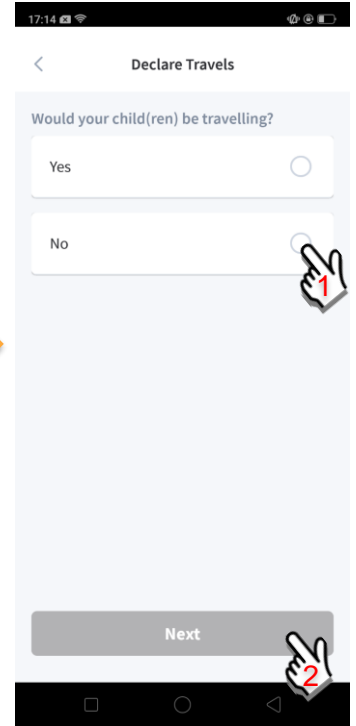 17:14
Declare Travels
Would your child(ren) be travelling?
Yes
No
1
Next
2